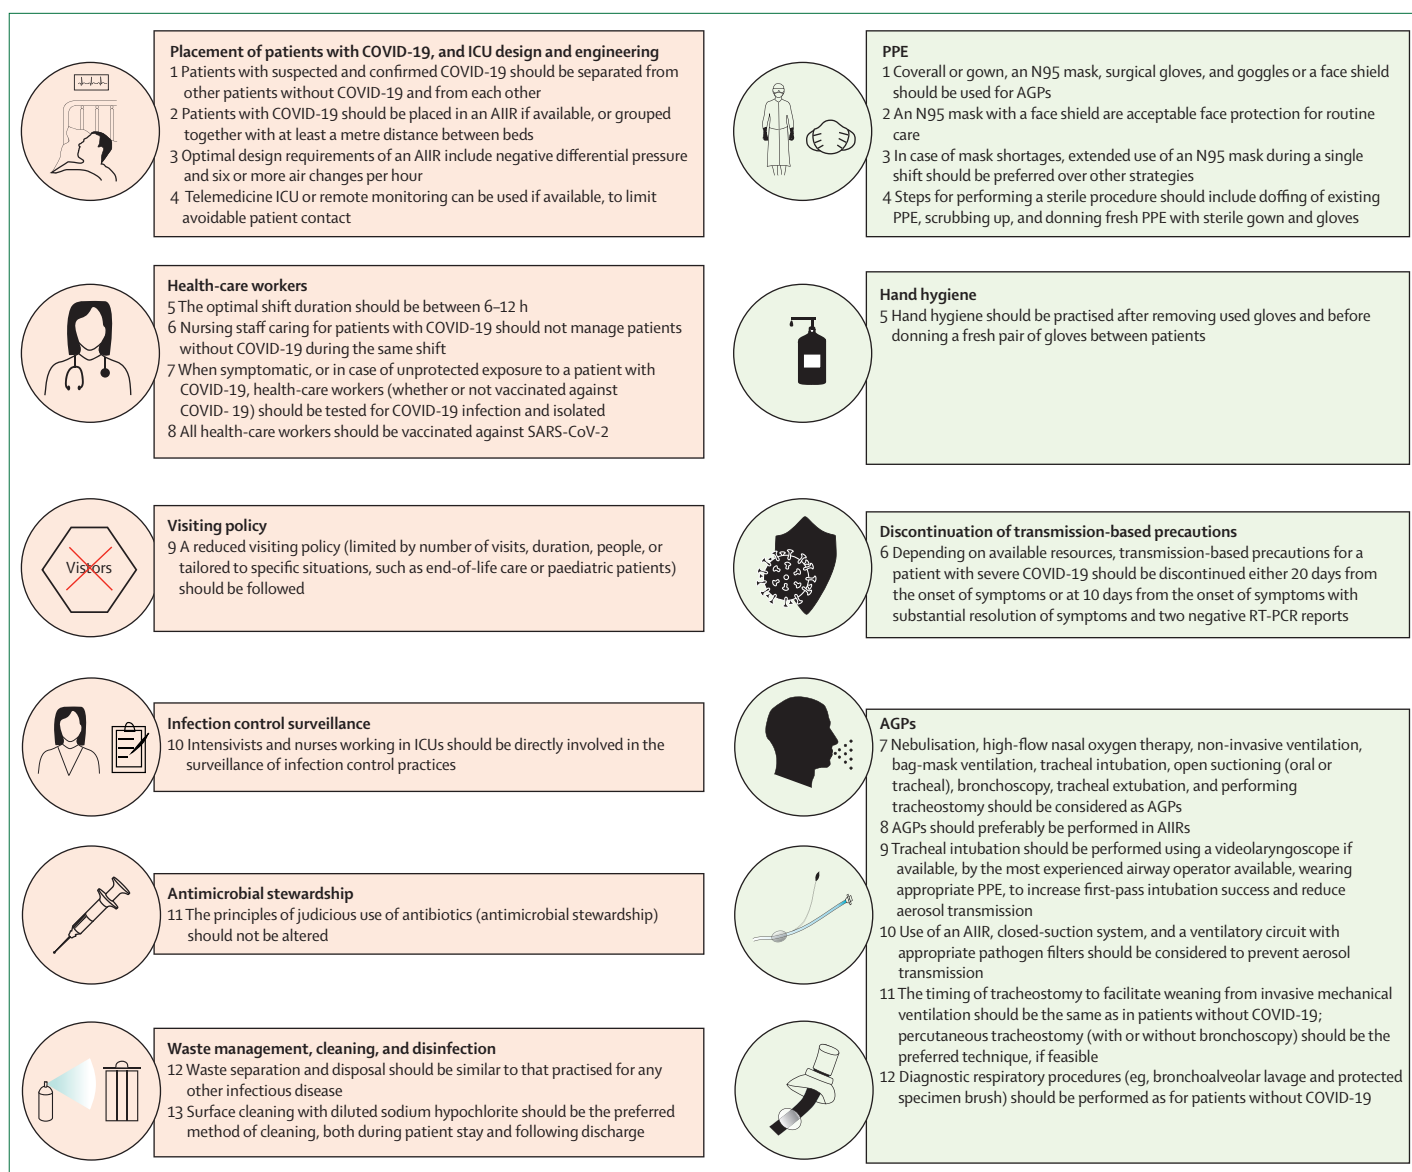 Placement of patients with COVID-19, and ICU design and engineering
1 Patients with suspected and confirmed COVID-19 should be separated from
other patients without COVID-19 and from each other
2 Patients with COVID-19 should be placed in an AIIR if available, or grouped
together with at least a metre distance between beds
3 Optimal design requirements of an AIIR include negative differential pressure
and six or more air changes per hour
4 Telemedicine ICU or remote monitoring can be used if available, to limit
avoidable patient contact
Health-care workers
5 The optimal shift duration should be between 6–12 h
6 Nursing staff caring for patients with COVID-19 should not manage patients
without COVID-19 during the same shift
7 When symptomatic, or in case of unprotected exposure to a patient with
COVID-19, health-care workers (whether or not vaccinated against
COVID- 19) should be tested for COVID-19 infection and isolated
8 All health-care workers should be vaccinated against SARS-CoV-2
Vistors
Visiting policy
9 A reduced visiting policy (limited by number of visits, duration, people, or
tailored to specific situations, such as end-of-life care or paediatric patients)
should be followed
Infection control surveillance
10 Intensivists and nurses working in ICUs should be directly involved in the
surveillance of infection control practices
Antimicrobial stewardship
11 The principles of judicious use of antibiotics (antimicrobial stewardship)
should not be altered
Waste management, cleaning, and disinfection
12 Waste separation and disposal should be similar to that practised for any
other infectious disease
13 Surface cleaning with diluted sodium hypochlorite should be the preferred
method of cleaning, both during patient stay and following discharge
PPE
1 Coverall or gown, an N95 mask, surgical gloves, and goggles or a face shield
should be used for AGPs
2 An N95 mask with a face shield are acceptable face protection for routine
care
3 In case of mask shortages, extended use of an N95 mask during a single
shift should be preferred over other strategies
4 Steps for performing a sterile procedure should include doffing of existing
PPE, scrubbing up, and donning fresh PPE with sterile gown and gloves
Hand hygiene
5 Hand hygiene should be practised after removing used gloves and before
donning a fresh pair of gloves between patients
Discontinuation of transmission-based precautions
6 Depending on available resources, transmission-based precautions for a
patient with severe COVID-19 should be discontinued either 20 days from
the onset of symptoms or at 10 days from the onset of symptoms with
substantial resolution of symptoms and two negative RT-PCR reports
AGPs
7 Nebulisation, high-flow nasal oxygen therapy, non-invasive ventilation,
bag-mask ventilation, tracheal intubation, open suctioning (oral or
tracheal), bronchoscopy, tracheal extubation, and performing
tracheostomy should be considered as AGPs
8 AGPs should preferably be performed in AIIRs
9 Tracheal intubation should be performed using a videolaryngoscope if
available, by the most experienced airway operator available, wearing
appropriate PPE, to increase first-pass intubation success and reduce
aerosol transmission
10 Use of an AIIR, closed-suction system, and a ventilatory circuit with
appropriate pathogen filters should be considered to prevent aerosol
transmission
11 The timing of tracheostomy to facilitate weaning from invasive mechanical
ventilation should be the same as in patients without COVID-19;
percutaneous tracheostomy (with or without bronchoscopy) should be the
preferred technique, if feasible
12 Diagnostic respiratory procedures (eg, bronchoalveolar lavage and protected
specimen brush) should be performed as for patients without COVID-19